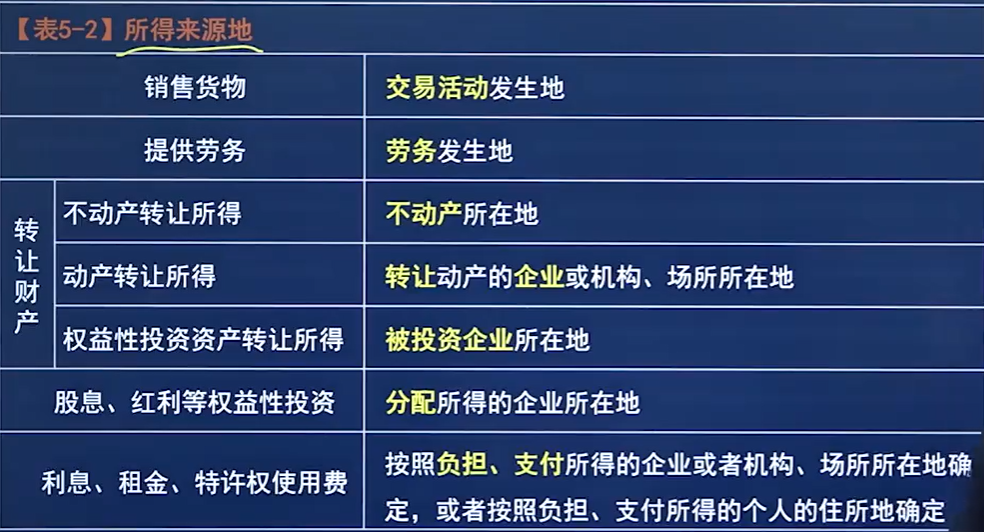 【表5-2】所得来源地
销售货物
交易活动发生地
提供劳务
劳务发生地
转让财产
不动产转让所得
不动产所在地
动产转让所得
转让动产的企业或机构、场所所在地
权益性投资资产转让所得
被投资企业所在地
股息、红利等权益性投资
分配所得的企业所在地
利息、租金、特许权使用费
按照负担、支付所得的企业或者机构、场所所在地确
定，或者按照负担、支付所得的个人的住所地确定